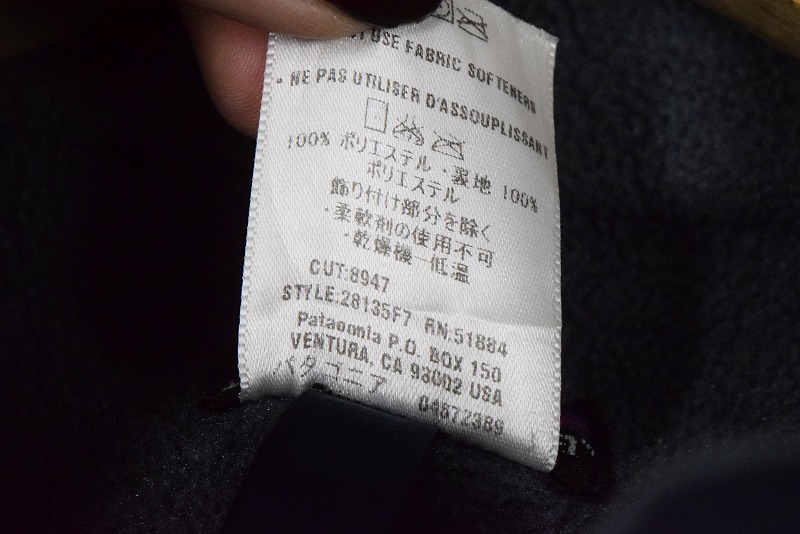 USE FABRIC SOFTENERS
· NE PAS UTILISER D'ASSOUPLISSANT
100% ポリエステル・裏地 100%
ポリエステル
飾り付け部分を除く
・柔軟剤の使用不可
・乾燥機ー低温
CUT:8947
STYLE:28135F7 RN:51884
Patagonia P.O. BOX 150
VENTURA, CA 93002 USA
パタゴニア 04672389